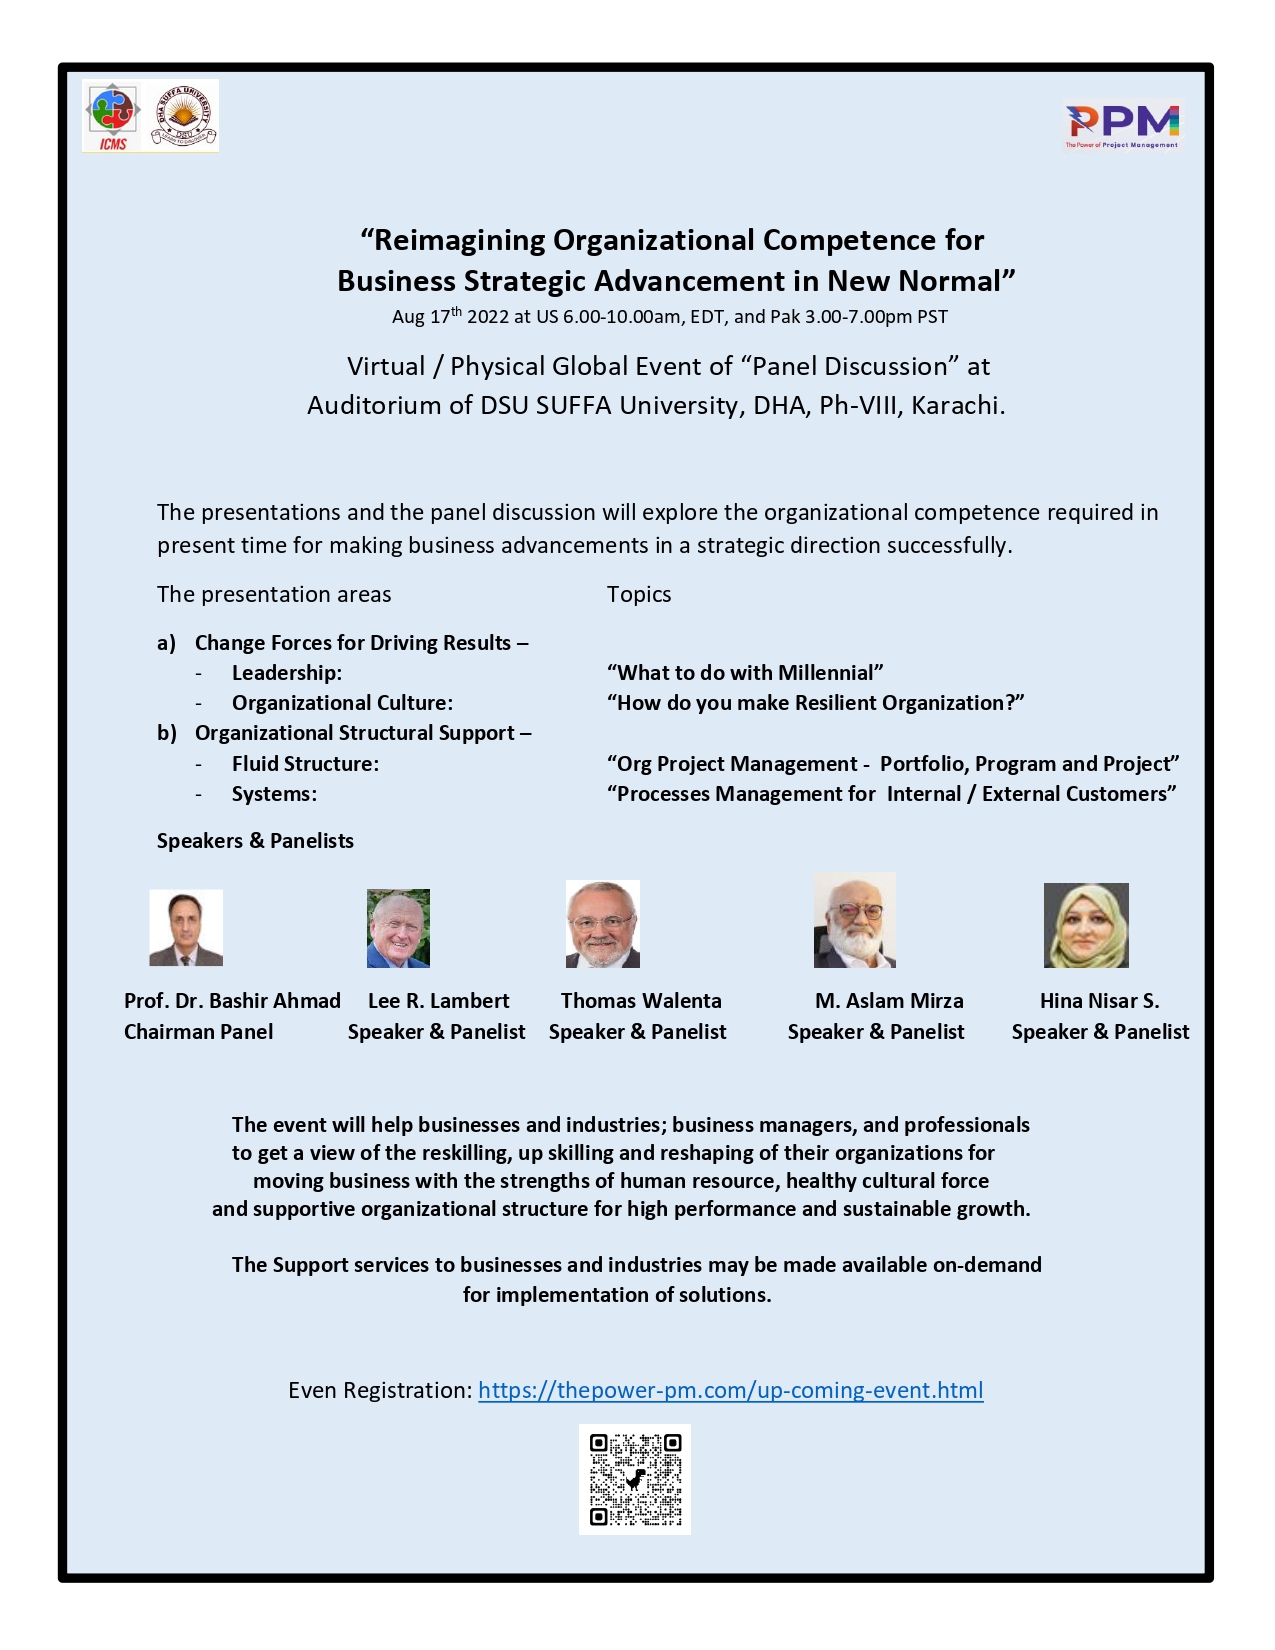 ICMS
DHA SUFFA UNIVERSITY
DSU
PPM
The Power of Project Management
“Reimagining Organizational Competence for
Business Strategic Advancement in New Normal”
Aug 17th 2022 at US 6.00-10.00am, EDT, and Pak 3.00-7.00pm PST
Virtual / Physical Global Event of “Panel Discussion” at
Auditorium of DSU SUFFA University, DHA, Ph-VIII, Karachi.
The presentations and the panel discussion will explore the organizational competence required in
present time for making business advancements in a strategic direction successfully.
The presentation areas Topics
a) Change Forces for Driving Results –
- Leadership: “What to do with Millennial”
- Organizational Culture: “How do you make Resilient Organization?”
b) Organizational Structural Support –
- Fluid Structure: “Org Project Management - Portfolio, Program and Project”
- Systems: “Processes Management for Internal / External Customers”
Speakers & Panelists
Prof. Dr. Bashir Ahmad Lee R. Lambert Thomas Walenta M. Aslam Mirza Hina Nisar S.
Chairman Panel Speaker & Panelist Speaker & Panelist Speaker & Panelist Speaker & Panelist
The event will help businesses and industries; business managers, and professionals
to get a view of the reskilling, up skilling and reshaping of their organizations for
moving business with the strengths of human resource, healthy cultural force
and supportive organizational structure for high performance and sustainable growth.
The Support services to businesses and industries may be made available on-demand
for implementation of solutions.
Even Registration: https://thepower-pm.com/up-coming-event.html